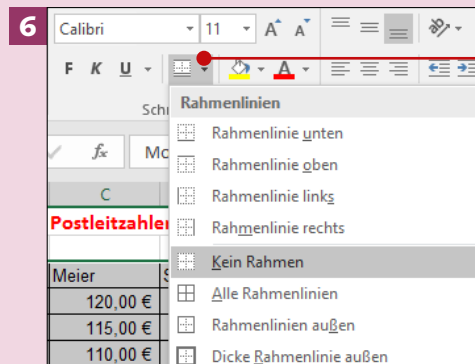 6
Calibri 11 A A
F K U A
Schr
Rahmenlinien
Rahmenlinie unten
fx Mo
Rahmenlinie oben
Rahmenlinie links
C
Rahmenlinie rechts
Postleitzahlen
Kein Rahmen
Meier S
Alle Rahmenlinien
120,00 €
115,00 €
Rahmenlinien außen
110,00 €
Dicke Rahmenlinie außen